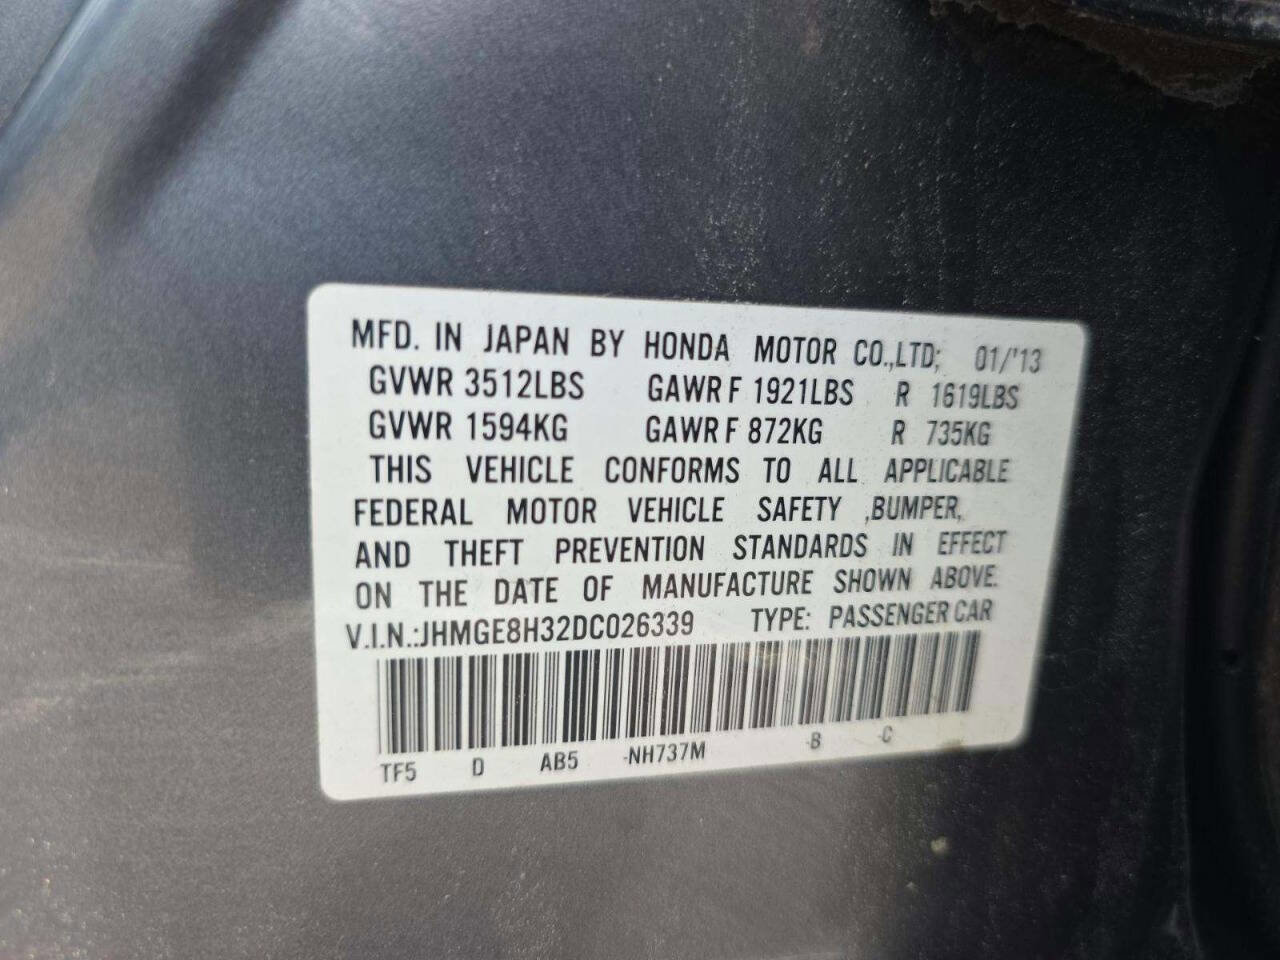 MFD. IN JAPAN BY HONDA MOTOR CO.,LTD; 01/'13
GVWR 3512LBS GAWR F 1921LBS R 1619LBS
GVWR 1594KG GAWR F 872KG R 735KG
THIS VEHICLE CONFORMS TO ALL APPLICABLE
FEDERAL MOTOR VEHICLE SAFETY ,BUMPER,
AND THEFT PREVENTION STANDARDS IN EFFECT
ON THE DATE OF MANUFACTURE SHOWN ABOVE.
V.I.N.:JHMGE8H32DC026339 TYPE: PASSENGER CAR
TF5 D AB5 -NH737M -B -C